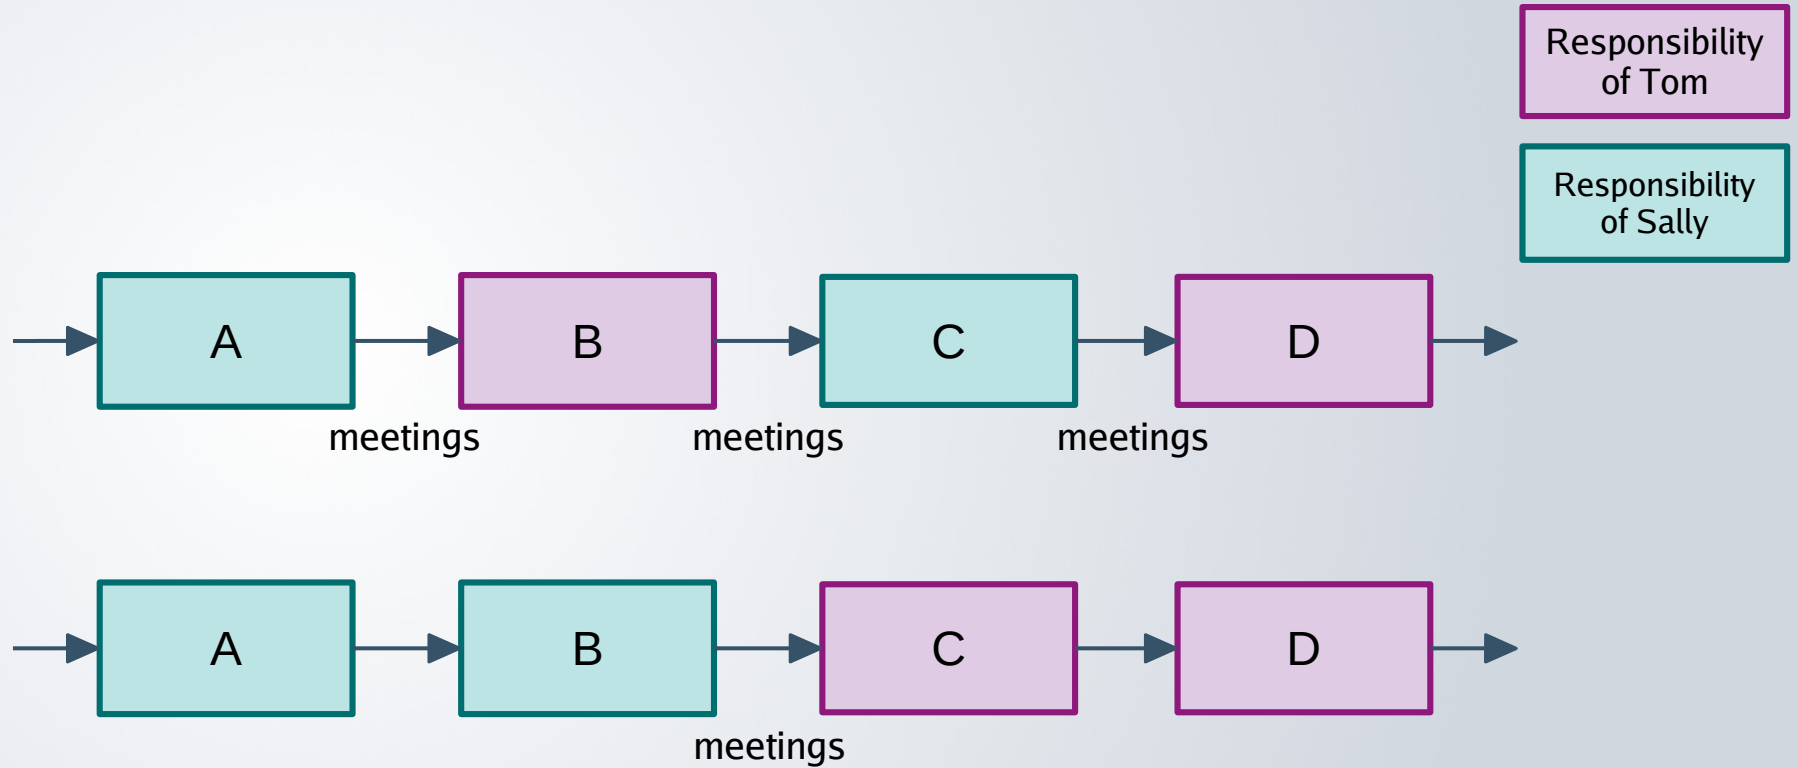 Responsibility
of Tom
Responsibility
of Sally
A
B
C
D
meetings
meetings
meetings
A
B
C
D
meetings